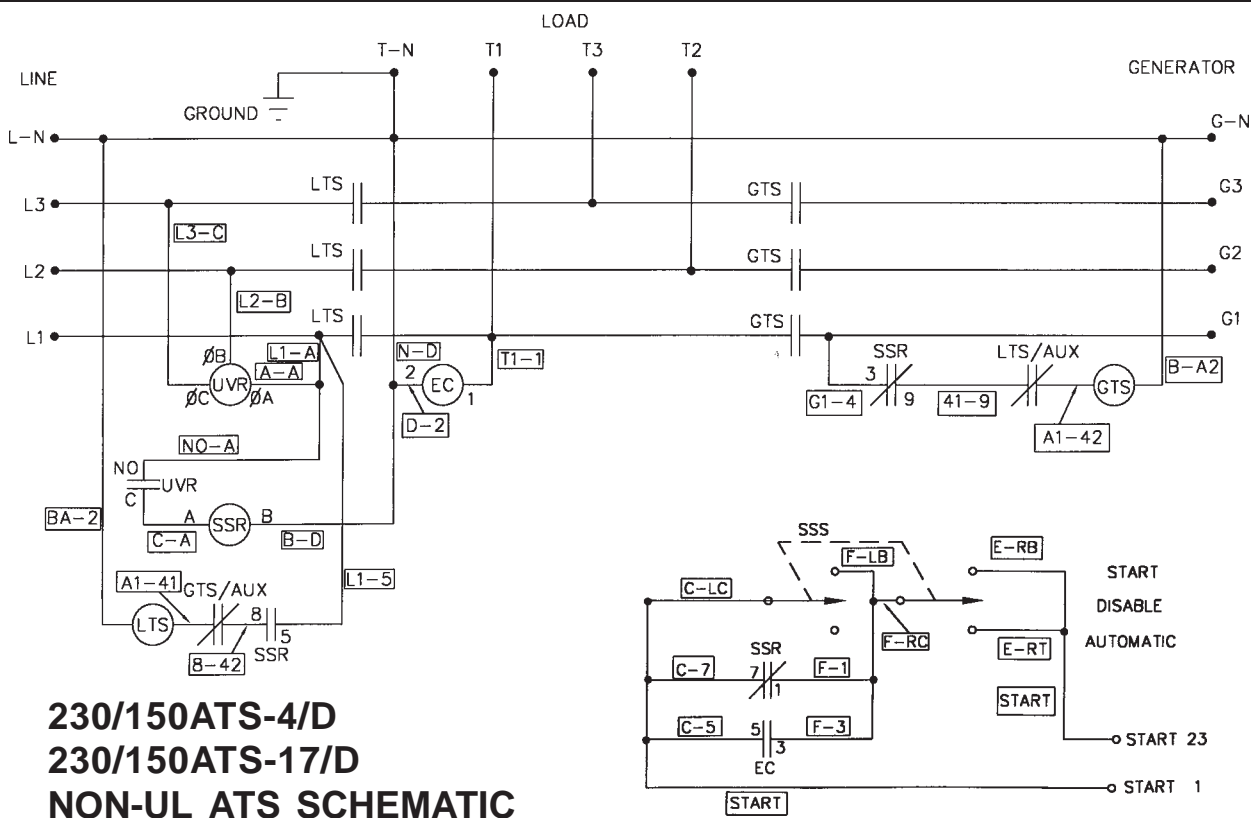 LOAD
T-N T1 T3 T2
LINE
GENERATOR
GROUND
L-N
G-N
LTS
GTS
L3
G3
L3-C
LTS
GTS
L2
G2
L2-B
LTS
GTS
L1
G1
L1-A
N-D
T1-1
SSR
LTS/AUX
ØB
A-A
2
EC
1
3
9
GTS
B-A2
UVR
ØC
ØA
D-2
G1-4
41-9
A1-42
NO-A
NO
UVR
C
BA-2
A
SSR
B
C-A
B-D
SSS
F-LB
E-RB
A1-41
GTS/AUX
L1-5
C-LC
START
DISABLE
LTS
8
5
SSR
8-42
F-RC
E-RT
AUTOMATIC
SSR
C-7
7
1
F-1
START
C-5
5
3
F-3
EC
START 23
START 1
START
230/150ATS-4/D
230/150ATS-17/D
NON-UL ATS SCHEMATIC